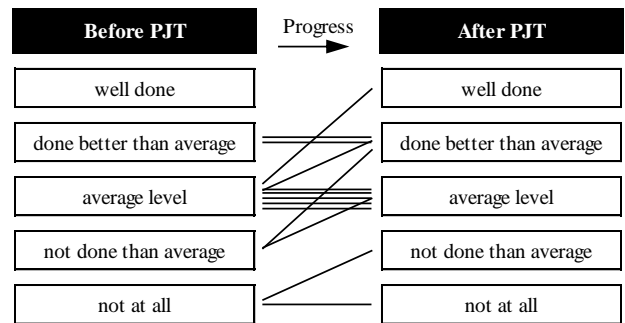 Before PJT
Progress
After PJT
well done
well done
done better than average
done better than average
average level
average level
not done than average
not done than average
not at all
not at all